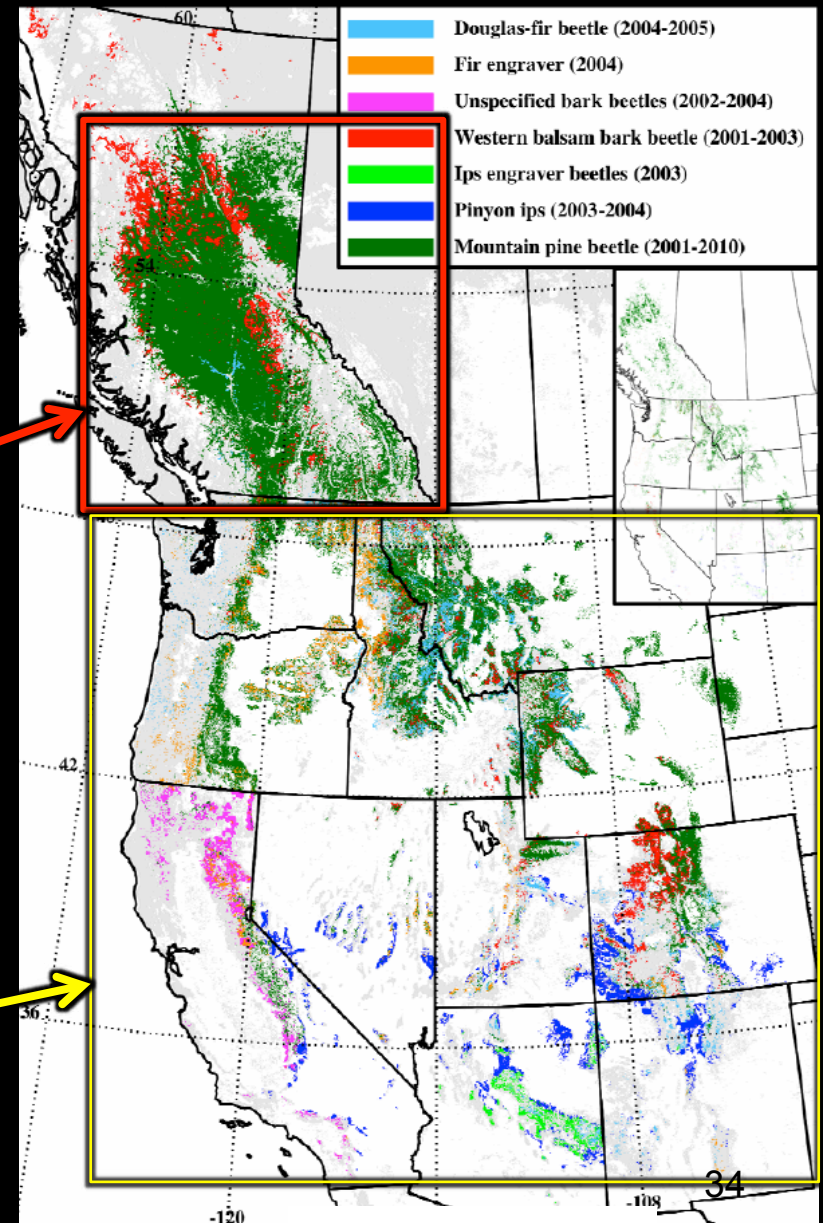 60
Douglas-fir beetle (2004-2005)
Fir engraver (2004)
Unspecified bark beetles (2002-2004)
Western balsam bark beetle (2001-2003)
Ips engraver beetles (2003)
Pinyon ips (2003-2004)
Mountain pine beetle (2001-2010)
54
42
36
34
-108
-120